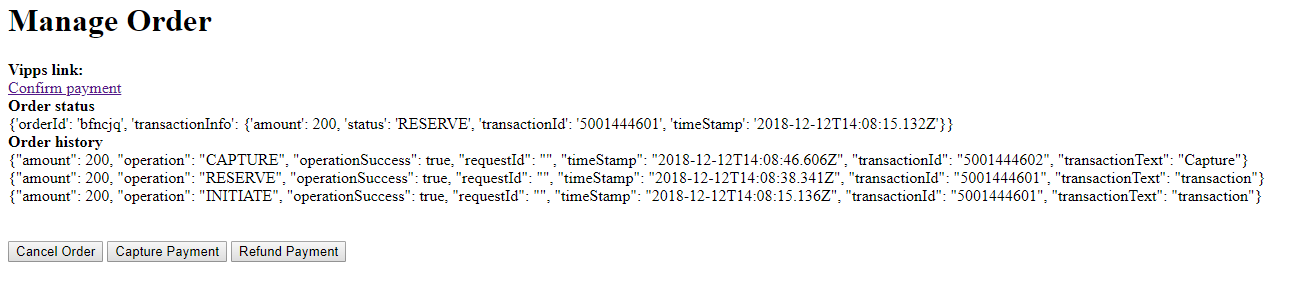 Manage Order
Vipps link:
Confirm payment
Order status
{'orderId': 'bfncjq', 'transactionInfo': {'amount': 200, 'status': 'RESERVE', 'transactionId': '5001444601', 'timeStamp': '2018-12-12T14:08:15.132Z'}}
Order history
{"amount": 200, "operation": "CAPTURE", "operationSuccess": true, "requestId": "", "timeStamp": "2018-12-12T14:08:46.606Z", "transactionId": "5001444602", "transactionText": "Capture"}
{"amount": 200, "operation": "RESERVE", "operationSuccess": true, "requestId": "", "timeStamp": "2018-12-12T14:08:38.341Z", "transactionId": "5001444601", "transactionText": "transaction"}
{"amount": 200, "operation": "INITIATE", "operationSuccess": true, "requestId": "", "timeStamp": "2018-12-12T14:08:15.136Z", "transactionId": "5001444601", "transactionText": "transaction"}
Cancel Order Capture Payment Refund Payment